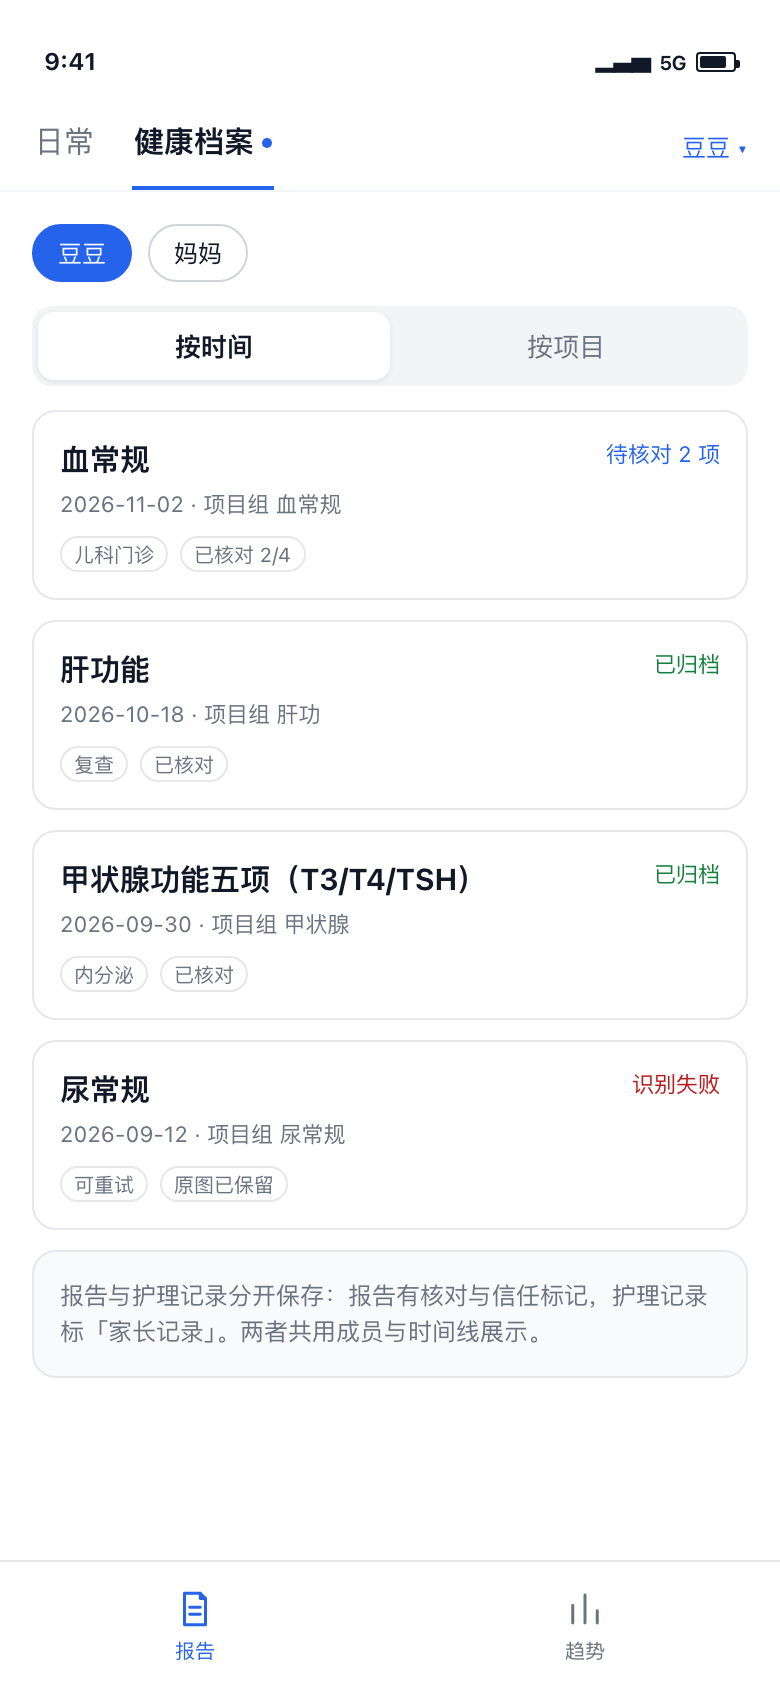 9:41
5G
日常
健康档案
豆豆 ▾
豆豆
妈妈
按时间
按项目
血常规
待核对 2 项
2026-11-02 · 项目组 血常规
儿科门诊
已核对 2/4
肝功能
已归档
2026-10-18 · 项目组 肝功
复查
已核对
甲状腺功能五项（T3/T4/TSH）
已归档
2026-09-30 · 项目组 甲状腺
内分泌
已核对
尿常规
识别失败
2026-09-12 · 项目组 尿常规
可重试
原图已保留
报告与护理记录分开保存：报告有核对与信任标记，护理记录
标「家长记录」。两者共用成员与时间线展示。
报告
趋势